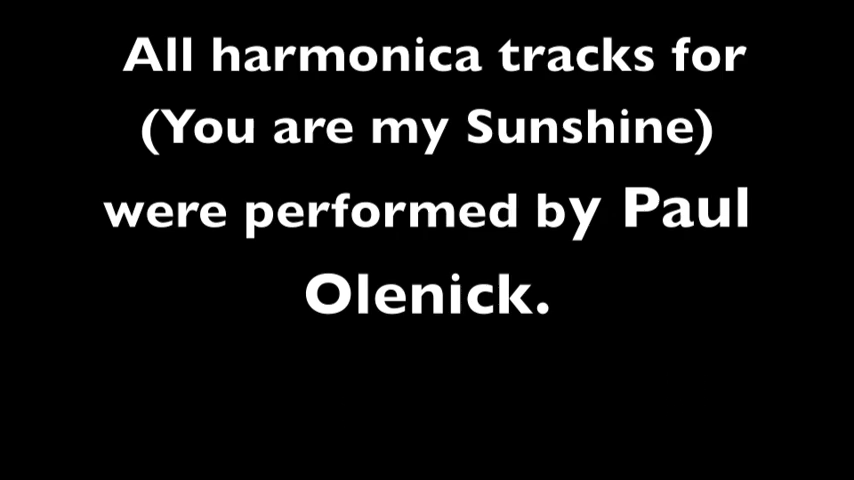 All harmonica tracks for
(You are my Sunshine)
were performed by Paul
Olenick.